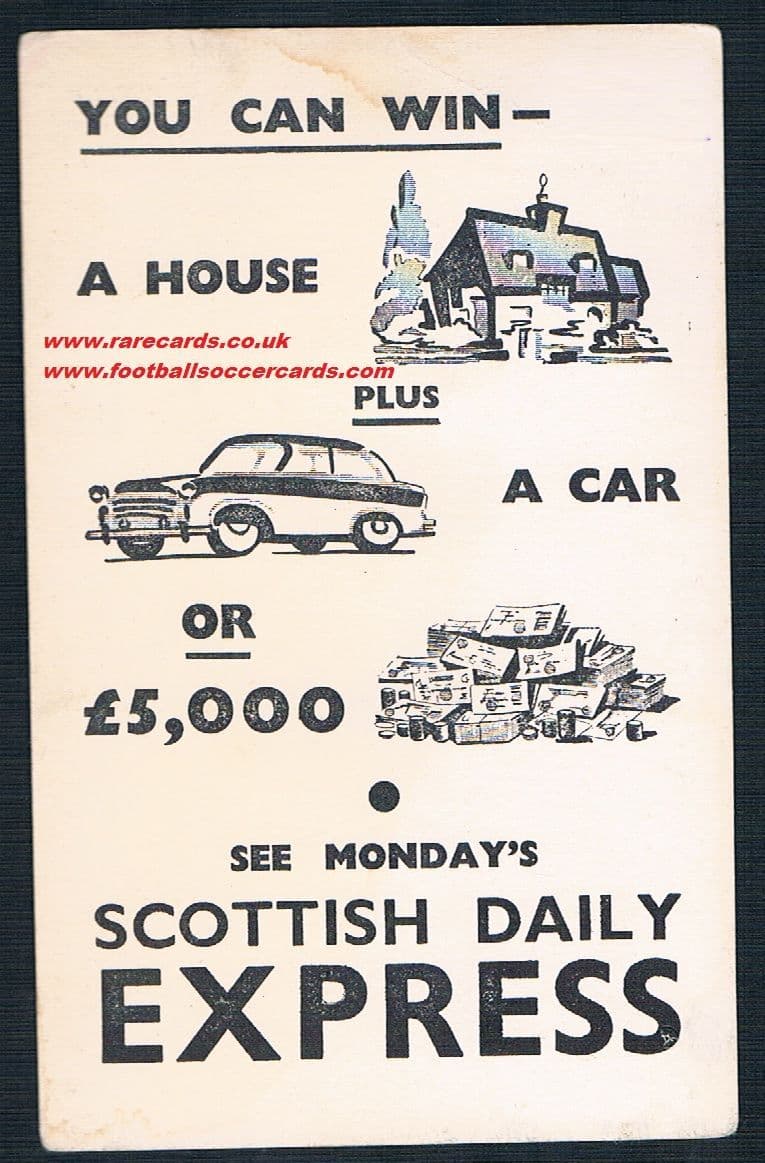 YOU CAN WIN—
A HOUSE
www.rarecards.co.uk
www.footballsoccercards.com
PLUS
A CAR
OR
£5,000
SEE MONDAY'S
SCOTTISH DAILY
EXPRESS